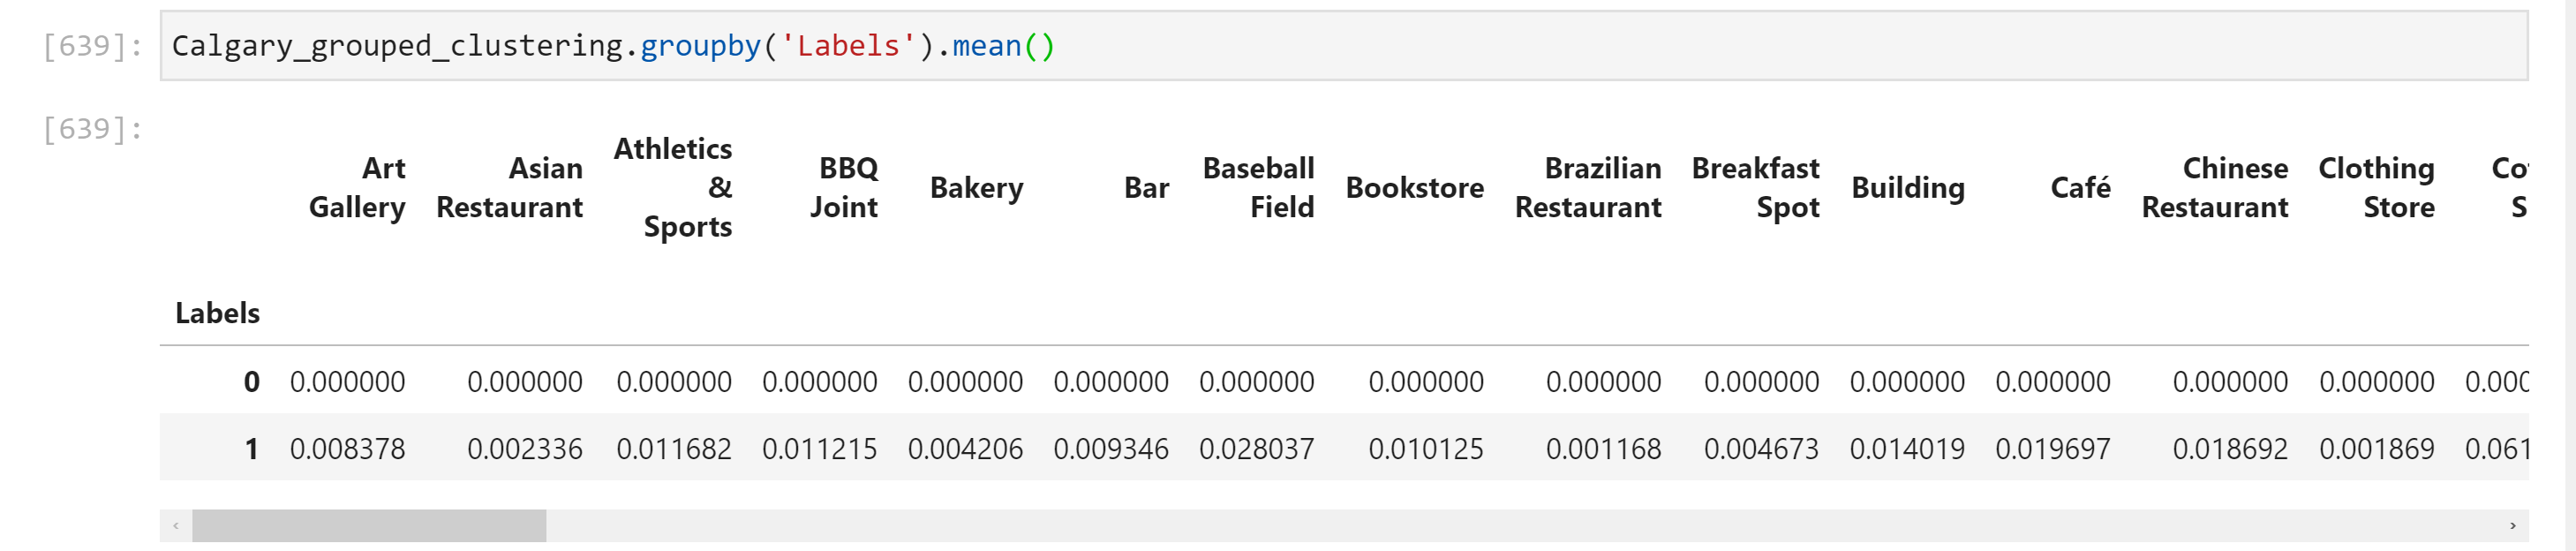 [639]: Calgary_grouped_clustering.groupby('Labels').mean()
[639]:
Art Gallery Asian Restaurant Athletics & Sports BBQ Joint Bakery Bar Baseball Field Bookstore Brazilian Restaurant Breakfast Spot Building Café Chinese Restaurant Clothing Store
Labels
0 0.000000 0.000000 0.000000 0.000000 0.000000 0.000000 0.000000 0.000000 0.000000 0.000000 0.000000 0.000000 0.000000 0.000000 0.000
1 0.008378 0.002336 0.011682 0.011215 0.004206 0.009346 0.028037 0.010125 0.001168 0.004673 0.014019 0.019697 0.018692 0.001869 0.061